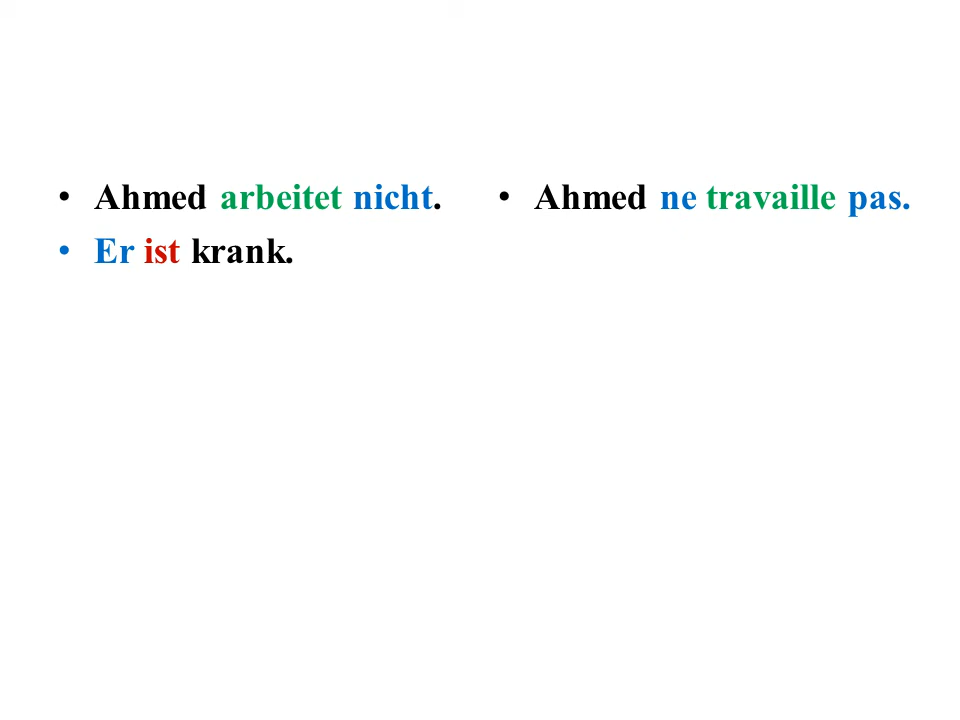 • Ahmed arbeitet nicht.
• Er ist krank.
• Ahmed ne travaille pas.